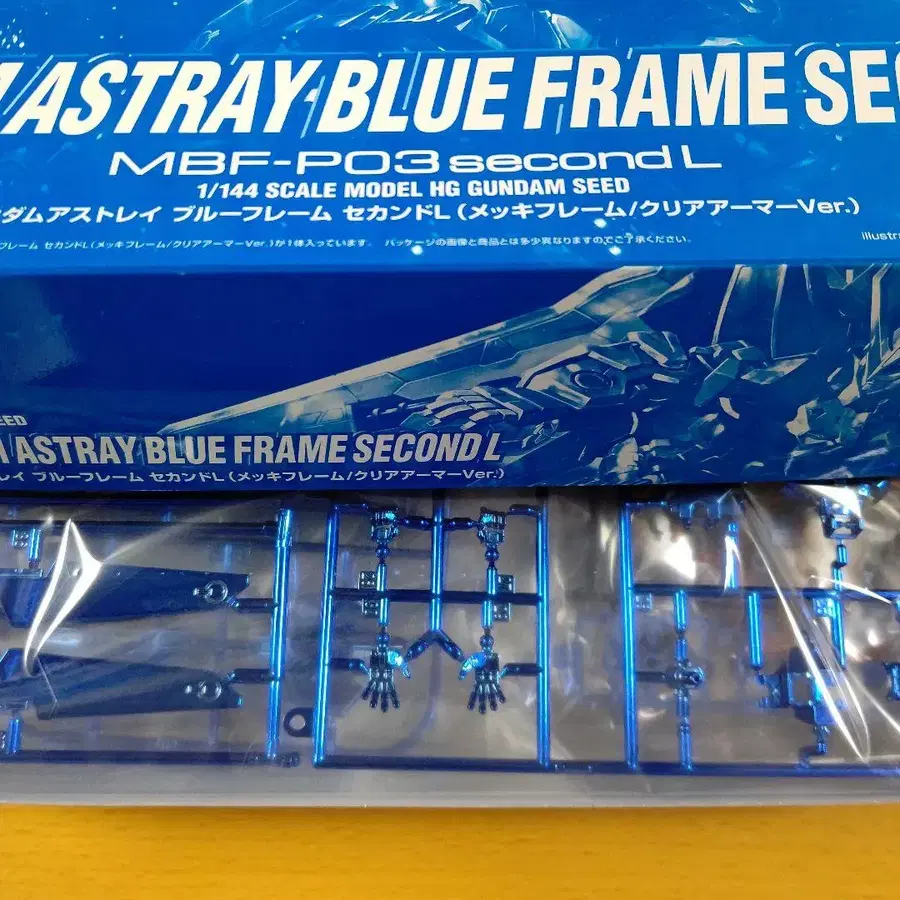 ASTRAY BLUE FRAME SE
MBF-P03 second L
1/144 SCALE MODEL HG GUNDAM SEED
ダムアストレイ ブルーフレーム セカンドL(メッキフレーム/クリアアーマーVer.)
フレーム セカンドL(メッキフレーム/クリアアーマーVer.)が1体入っています。 パッケージの画像と商品とは多少異なりますのでご了承ください。
illustra
SEED
ASTRAY BLUE FRAME SECOND L
レイ ブルーフレーム セカンドL(メッキフレーム/クリアアーマーVer.)